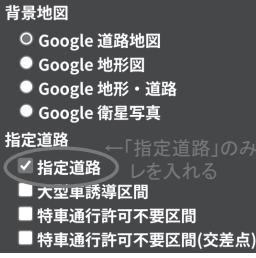 背景地図
Google 道路地図
Google 地形図
Google 地形・道路
Google 衛星写真
指定道路
←「指定道路」のみ
レを入れる
指定道路
大型車誘導区間
特車通行許可不要区間
特車通行許可不要区間(交差点)